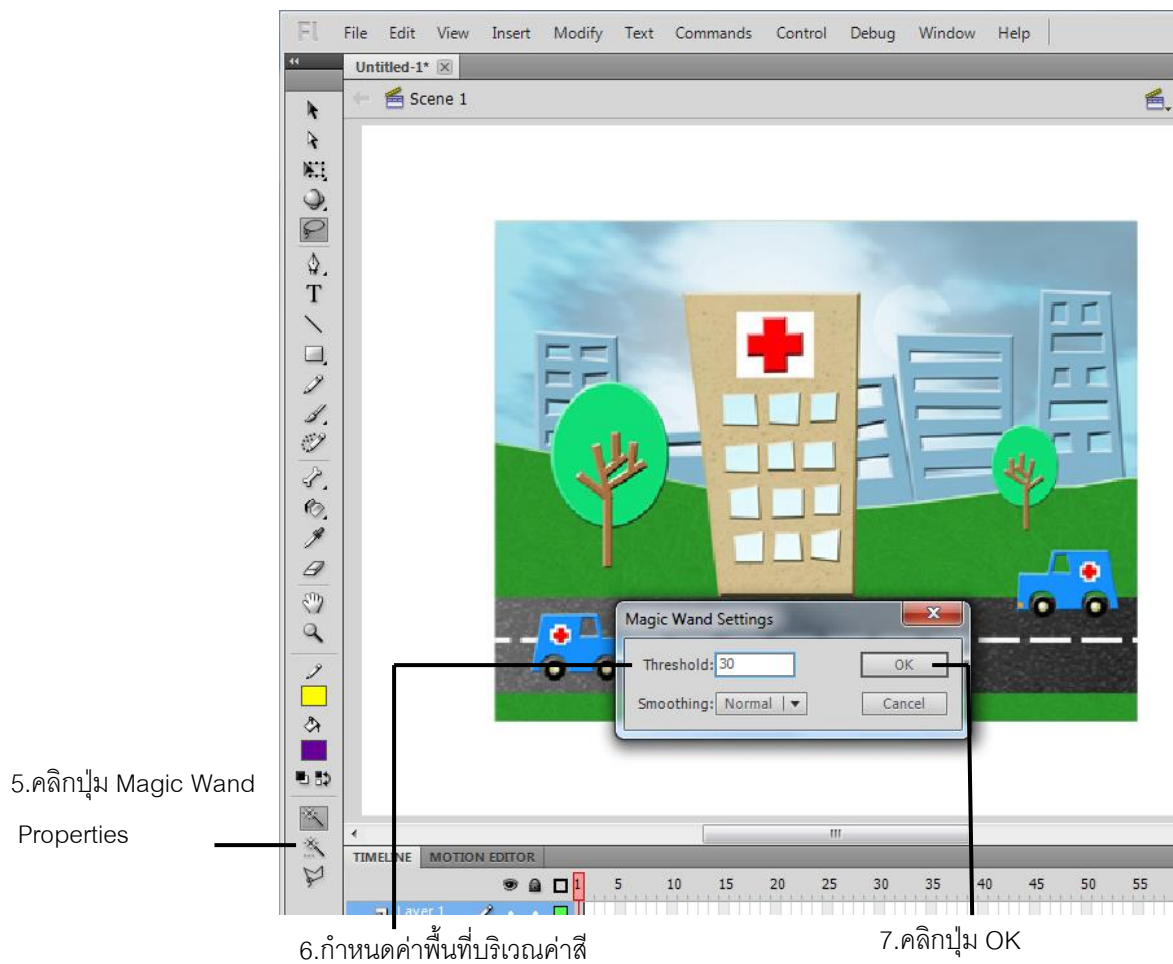 Fl File Edit View Insert Modify Text Commands Control Debug Window Help
Untitled-1*
Scene 1
T
Magic Wand Settings
Threshold: 30 OK
Smoothing: Normal Cancel
5.คลิกปุ่ม Magic Wand
Properties
TIMELINE MOTION EDITOR
1 5 10 15 20 25 30 35 40 45 50 55
Layer 1
6.กำหนดค่าพื้นที่บริเวณค่าสี
7.คลิกปุ่ม OK